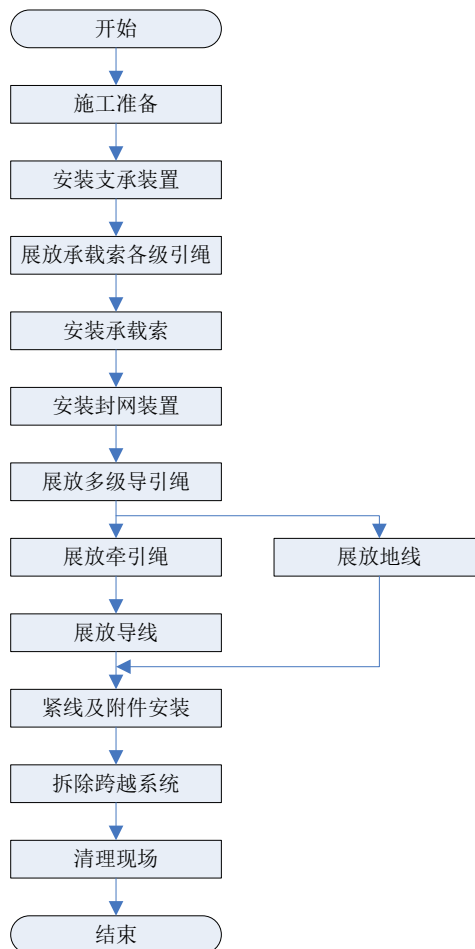 开始
施工准备
安装支承装置
展放承载索各级引绳
安装承载索
安装封网装置
展放多级导引绳
展放牵引绳
展放地线
展放导线
紧线及附件安装
拆除跨越系统
清理现场
结束